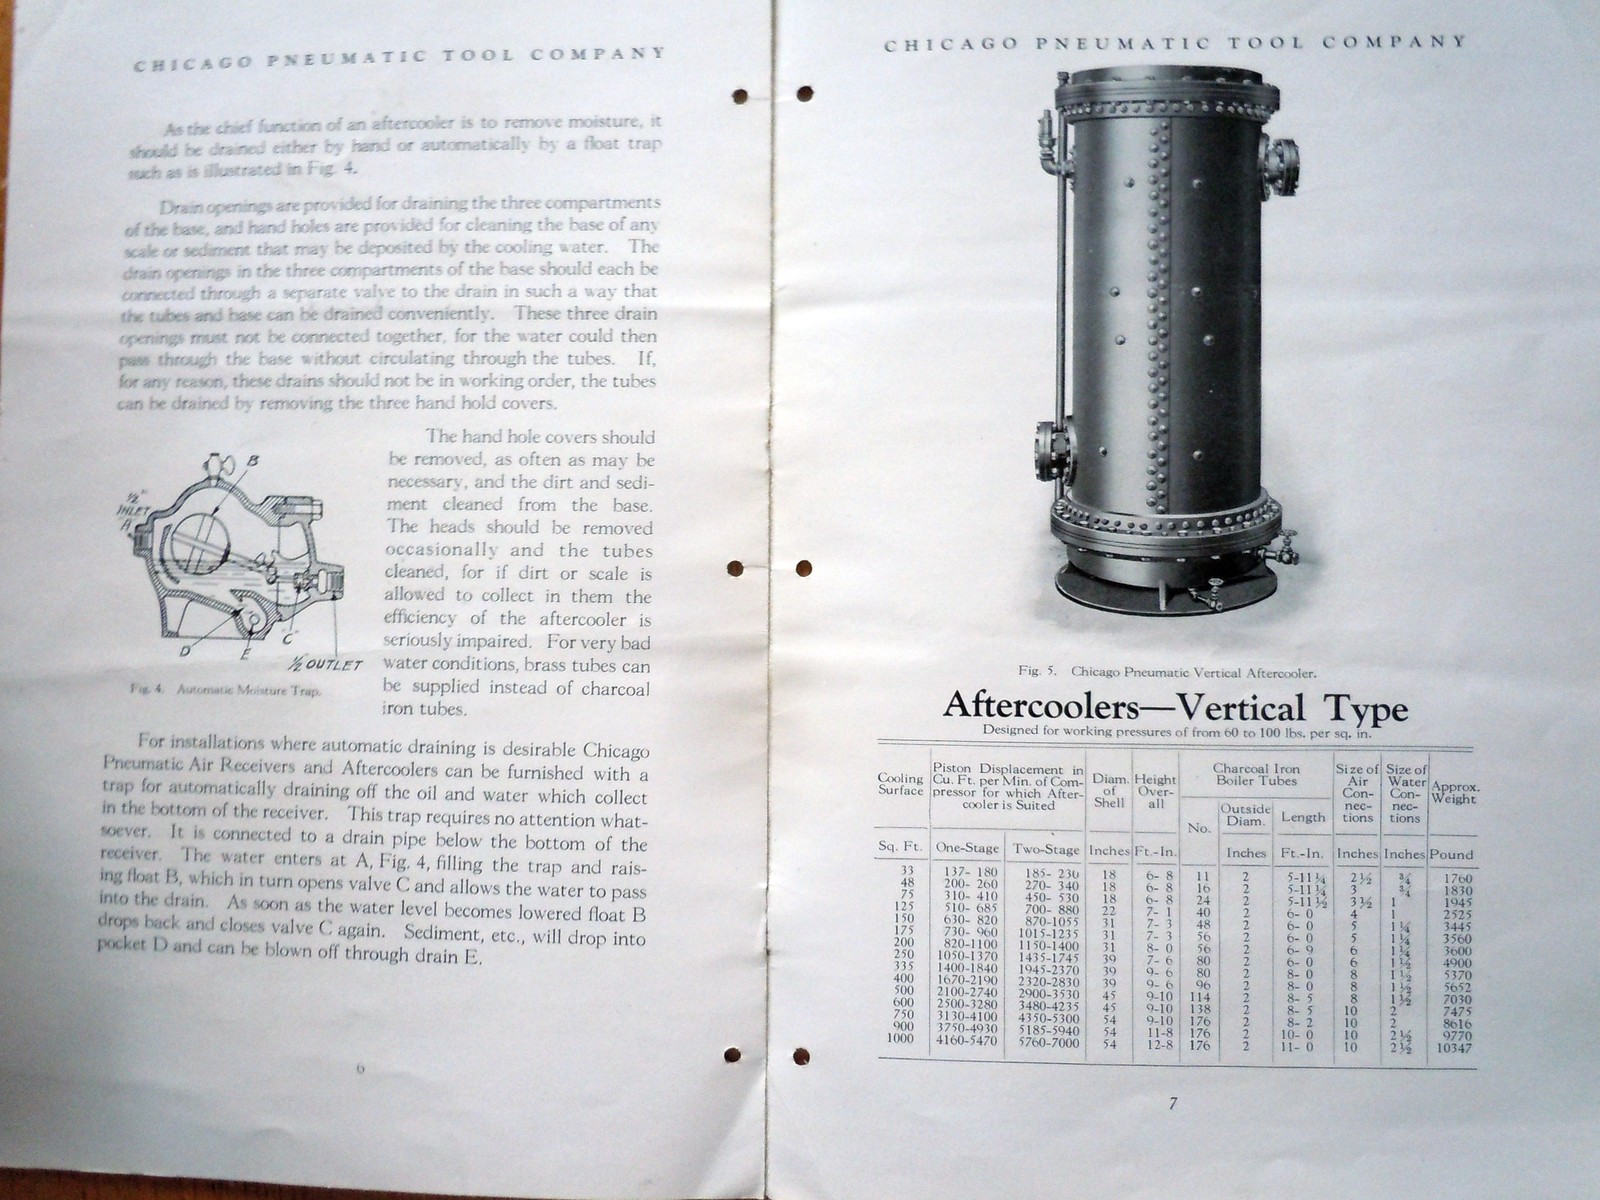 CHICAGO PNEUMATIC TOOL COMPANY
As the chief function of an aftercooler is to remove moisture, it
should be drained either by hand or automatically by a float trap
such as is illustrated in Fig. 4.
Drain openings are provided for draining the three compartments
of the base, and hand holes are provided for cleaning the base of any
scale or sediment that may be deposited by the cooling water. The
drain openings in the three compartments of the base should each be
connected through a separate valve to the drain in such a way that
the tubes and base can be drained conveniently. These three drain
openings must not be connected together, for the water could then
pass through the base without circulating through the tubes. If,
for any reason, these drains should not be in working order, the tubes
can be drained by removing the three hand hold covers.
The hand hole covers should
be removed, as often as may be
necessary, and the dirt and sedi-
ment cleaned from the base.
The heads should be removed
occasionally and the tubes
cleaned, for if dirt or scale is
allowed to collect in them the
efficiency of the aftercooler is
seriously impaired. For very bad
water conditions, brass tubes can
be supplied instead of charcoal
iron tubes.
B
½"
INLET
A
D
E
"C"
½ OUTLET
Fig. 4. Automatic Moisture Trap.
For installations where automatic draining is desirable Chicago
Pneumatic Air Receivers and Aftercoolers can be furnished with a
trap for automatically draining off the oil and water which collect
in the bottom of the receiver. This trap requires no attention what-
soever. It is connected to a drain pipe below the bottom of the
receiver. The water enters at A, Fig. 4, filling the trap and rais-
ing float B, which in turn opens valve C and allows the water to pass
into the drain. As soon as the water level becomes lowered float B
drops back and closes valve C again. Sediment, etc., will drop into
pocket D and can be blown off through drain E.
6
CHICAGO PNEUMATIC TOOL COMPANY
Fig. 5. Chicago Pneumatic Vertical Aftercooler.
Aftercoolers—Vertical Type
Designed for working pressures of from 60 to 100 lbs. per sq. in.
Cooling Surface | Piston Displacement in Cu. Ft. per Min. of Com-pressor for which After-cooler is Suited | Diam. of Shell | Height Over-all | Charcoal Iron Boiler Tubes | Size of Air Con-nec-tions | Size of Water Con-nec-tions | Approx. Weight
No. | Outside Diam. | Length
Sq. Ft. | One-Stage | Two-Stage | Inches | Ft.-In. | Inches | Ft.-In. | Inches | Inches | Pound
33 137- 180 185- 230 18 6- 8 11 2 5-11¼ 2½ ¾ 1760
48 200- 260 270- 340 18 6- 8 16 2 5-11¼ 3 ¾ 1830
75 310- 410 450- 530 18 6- 8 24 2 5-11½ 3½ 1 1945
125 510- 685 700- 880 22 7- 1 40 2 6- 0 4 1 2525
150 630- 820 870-1055 31 7- 3 48 2 6- 0 5 1¼ 3445
175 730- 960 1015-1235 31 7- 3 56 2 6- 0 5 1¼ 3560
200 820-1100 1150-1400 31 8- 0 56 2 6- 9 6 1¼ 3600
250 1050-1370 1435-1745 39 7- 6 80 2 6- 0 6 1½ 4900
335 1400-1840 1945-2370 39 9- 6 80 2 8- 0 8 1½ 5370
400 1670-2190 2320-2830 39 9- 6 96 2 8- 0 8 1½ 5652
500 2100-2740 2900-3530 45 9-10 114 2 8- 5 8 1½ 7030
600 2500-3280 3480-4235 45 9-10 138 2 8- 5 10 2 7475
750 3130-4100 4350-5300 54 9-10 176 2 8- 2 10 2 8616
900 3750-4930 5185-5940 54 11-8 176 2 10- 0 10 2½ 9770
1000 4160-5470 5760-7000 54 12-8 176 2 11- 0 10 2½ 10347
7